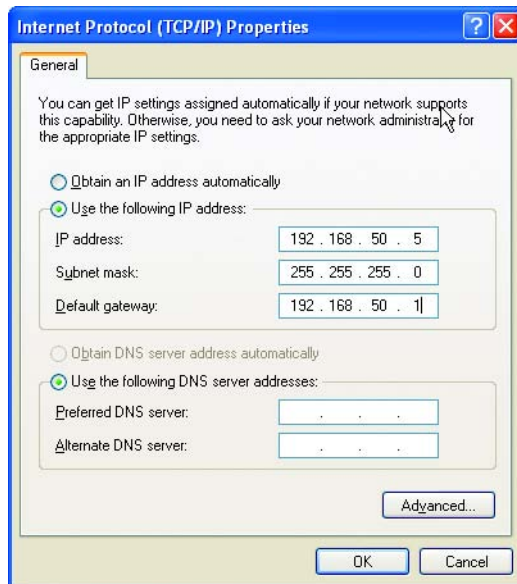 Internet Protocol (TCP/IP) Properties
General
You can get IP settings assigned automatically if your network supports
this capability. Otherwise, you need to ask your network administrator for
the appropriate IP settings.
Obtain an IP address automatically
Use the following IP address:
IP address: 192 . 168 . 50 . 5
Subnet mask: 255 . 255 . 255 . 0
Default gateway: 192 . 168 . 50 . 1
Obtain DNS server address automatically
Use the following DNS server addresses:
Preferred DNS server: . . .
Alternate DNS server: . . .
Advanced...
OK Cancel